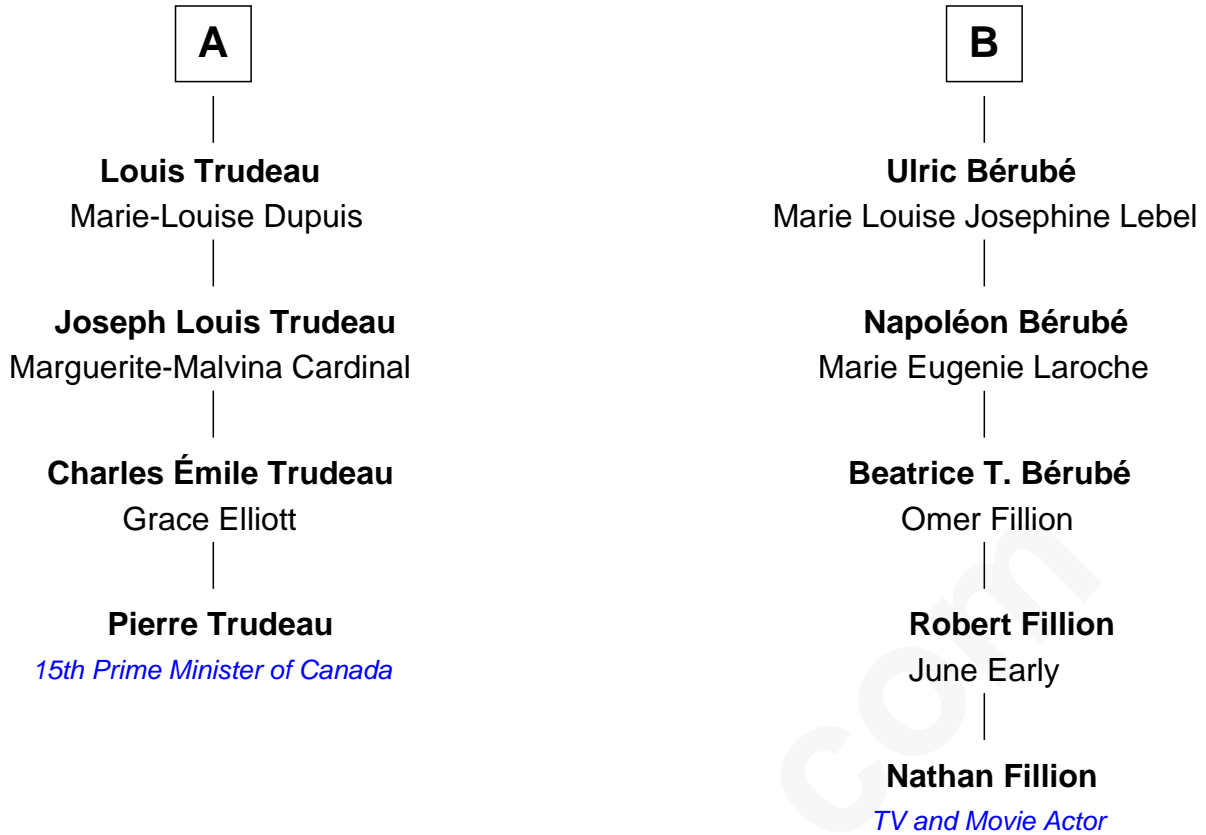 A
Louis Trudeau
Marie-Louise Dupuis
Joseph Louis Trudeau
Marguerite-Malvina Cardinal
Charles Émile Trudeau
Grace Elliott
Pierre Trudeau
15th Prime Minister of Canada
B
Ulric Bérubé
Marie Louise Josephine Lebel
Napoléon Bérubé
Marie Eugenie Laroche
Beatrice T. Bérubé
Omer Fillion
Robert Fillion
June Early
Nathan Fillion
TV and Movie Actor
com